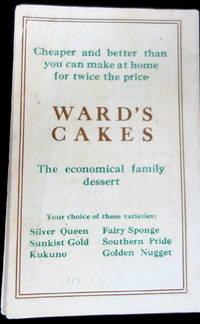 Cheaper and better than
you can make at home
for twice the price
WARD'S
CAKES
The economical family
dessert
Your choice of these varieties:
Silver Queen Fairy Sponge
Sunkist Gold Southern Pride
Kukuno Golden Nugget